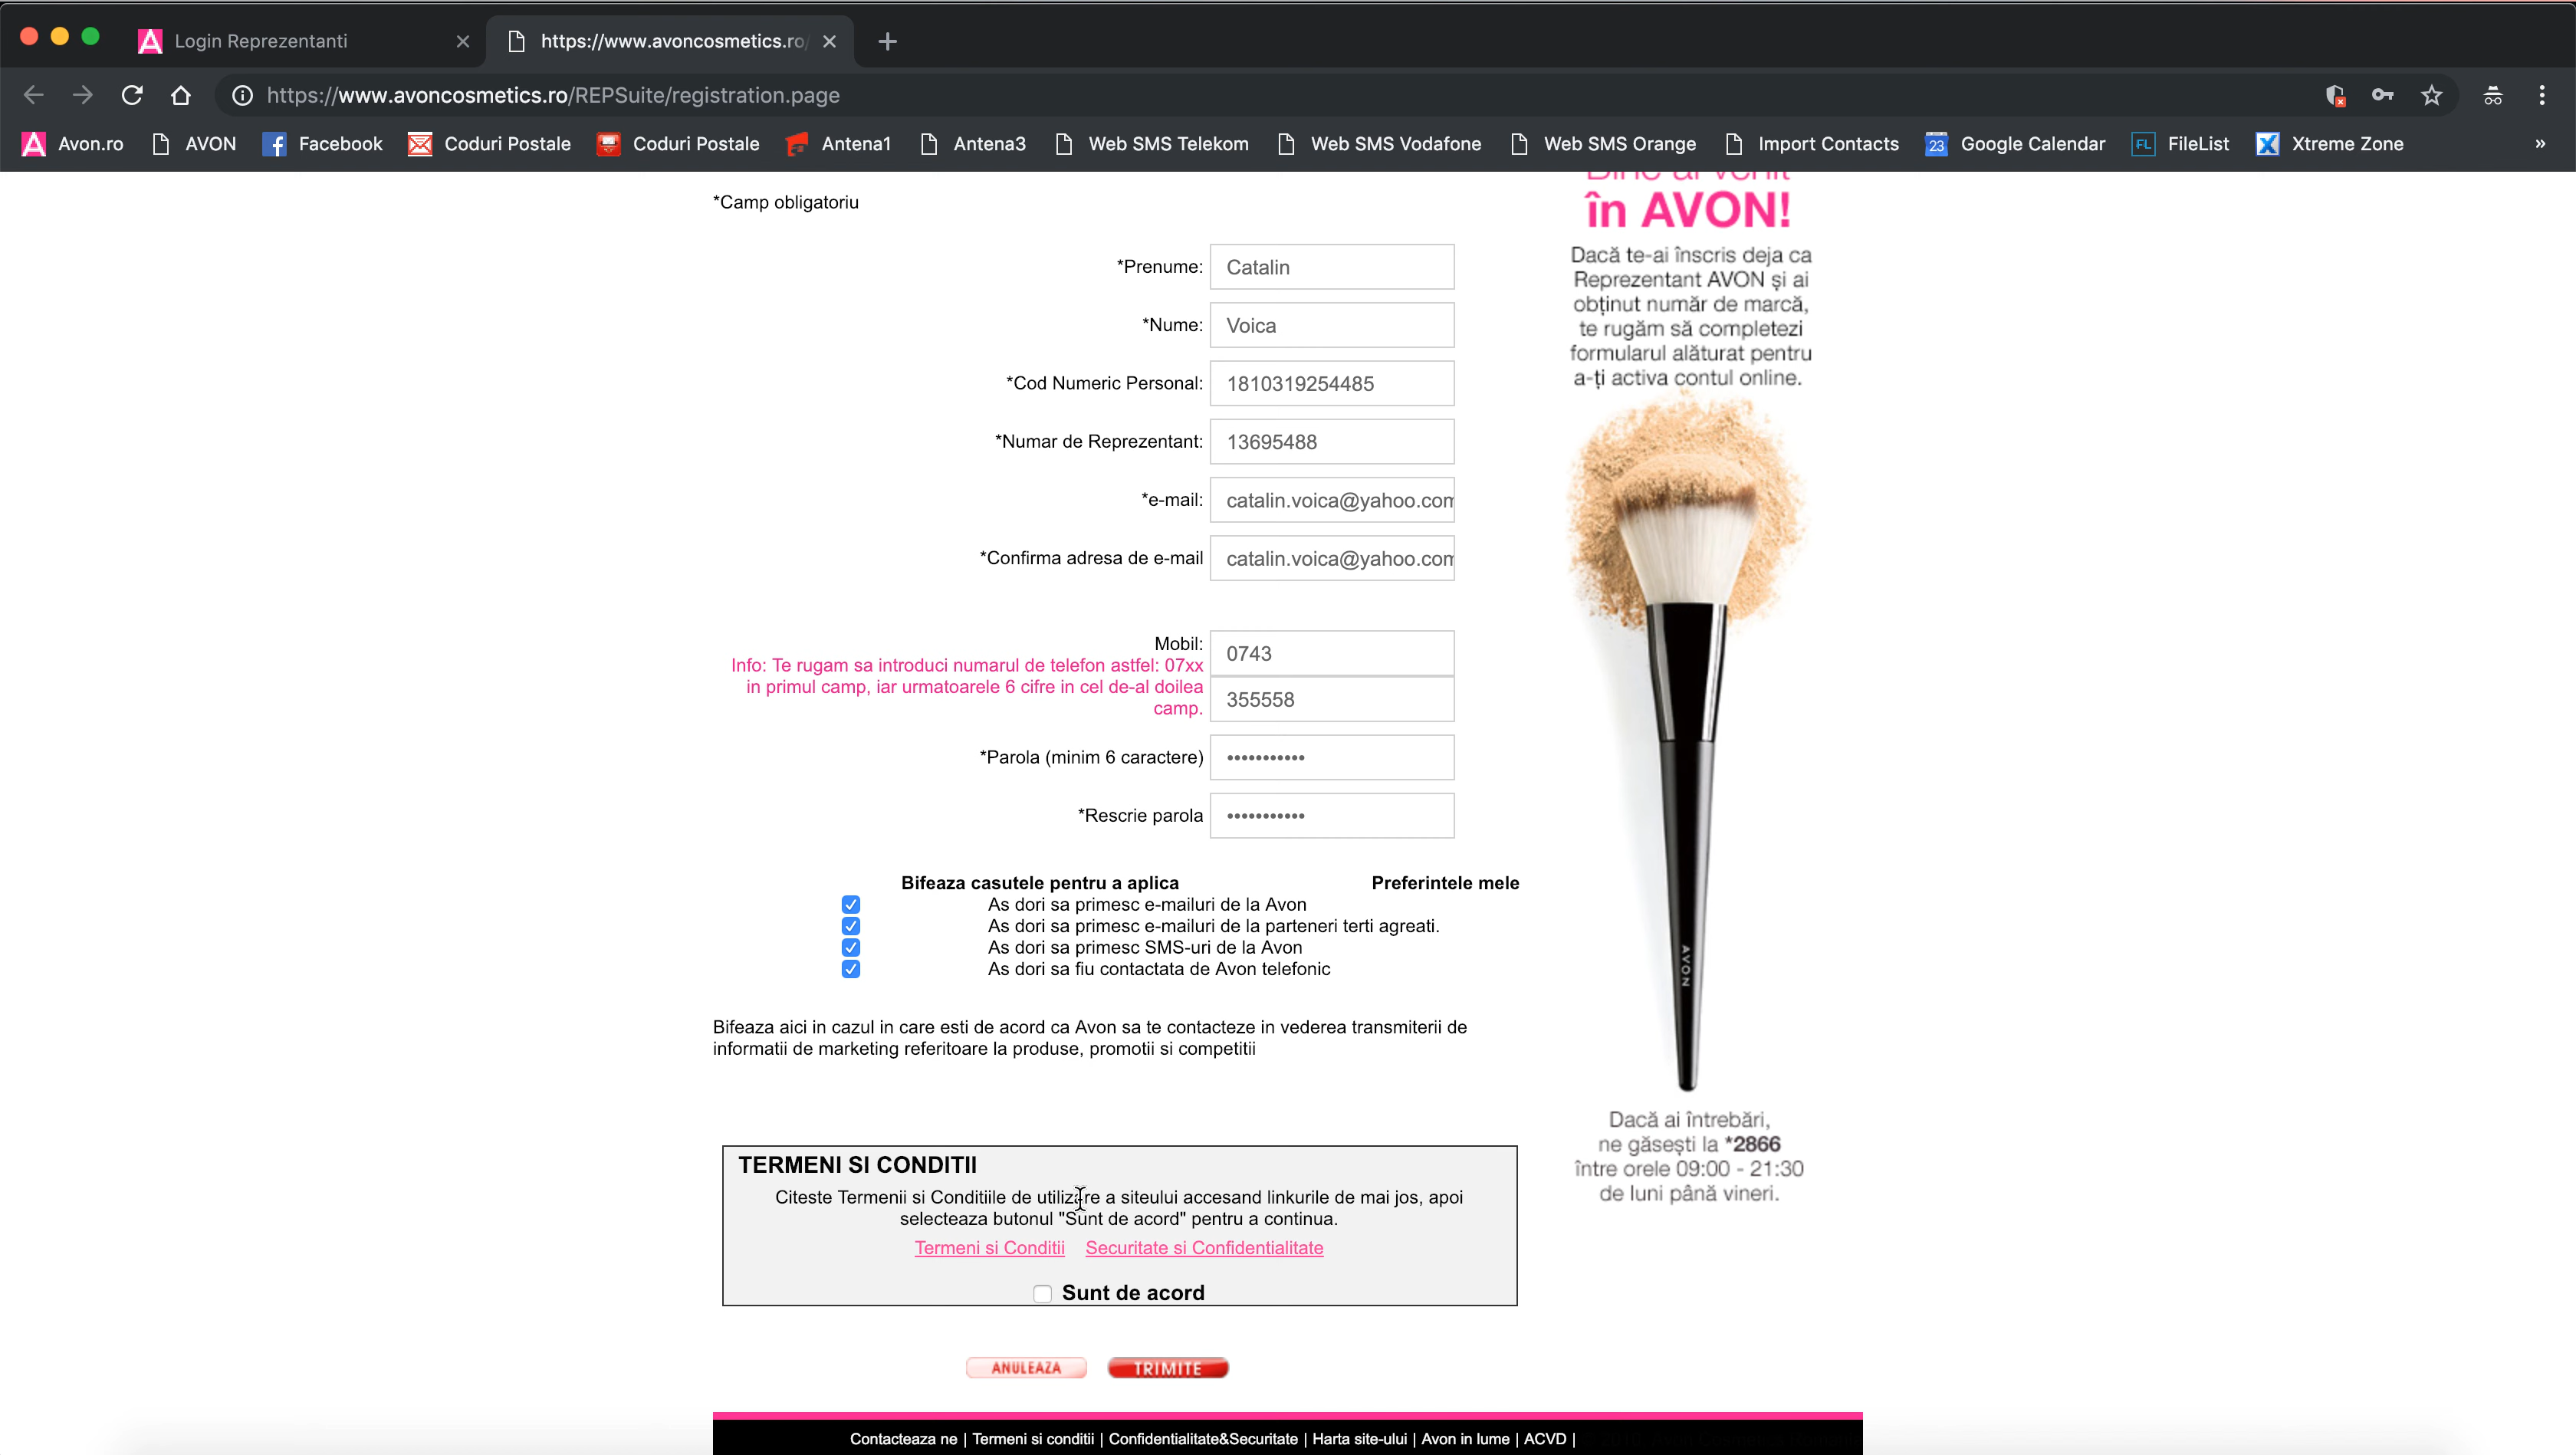 Login Reprezentanti
https://www.avoncosmetics.ro/
https://www.avoncosmetics.ro/REPSuite/registration.page
Avon.ro AVON Facebook Coduri Postale Coduri Postale Antena1 Antena3 Web SMS Telekom Web SMS Vodafone Web SMS Orange Import Contacts 23 Google Calendar FL FileList Xtreme Zone »
*Camp obligatoriu
*Prenume: Catalin
*Nume: Voica
*Cod Numeric Personal: 1810319254485
*Numar de Reprezentant: 13695488
*e-mail: catalin.voica@yahoo.com
*Confirma adresa de e-mail catalin.voica@yahoo.com
Mobil: 0743
Info: Te rugam sa introduci numarul de telefon astfel: 07xx
in primul camp, iar urmatoarele 6 cifre in cel de-al doilea
camp.
355558
*Parola (minim 6 caractere) •••••••••••
*Rescrie parola •••••••••••
Bifeaza casutele pentru a aplica Preferintele mele
As dori sa primesc e-mailuri de la Avon
As dori sa primesc e-mailuri de la parteneri terti agreati.
As dori sa primesc SMS-uri de la Avon
As dori sa fiu contactata de Avon telefonic
Bifeaza aici in cazul in care esti de acord ca Avon sa te contacteze in vederea transmiterii de
informatii de marketing referitoare la produse, promotii si competitii
TERMENI SI CONDITII
Citeste Termenii si Conditiile de utilizare a siteului accesand linkurile de mai jos, apoi
selecteaza butonul "Sunt de acord" pentru a continua.
Termeni si Conditii Securitate si Confidentialitate
Sunt de acord
ANULEAZA TRIMITE
Bine ai venit
în AVON!
Dacă te-ai înscris deja ca
Reprezentant AVON și ai
obținut număr de marcă,
te rugăm să completezi
formularul alăturat pentru
a-ți activa contul online.
AVON
Dacă ai întrebări,
ne găsești la *2866
între orele 09:00 - 21:30
de luni până vineri.
Contacteaza ne | Termeni si conditii | Confidentialitate&Securitate | Harta site-ului | Avon in lume | ACVD |